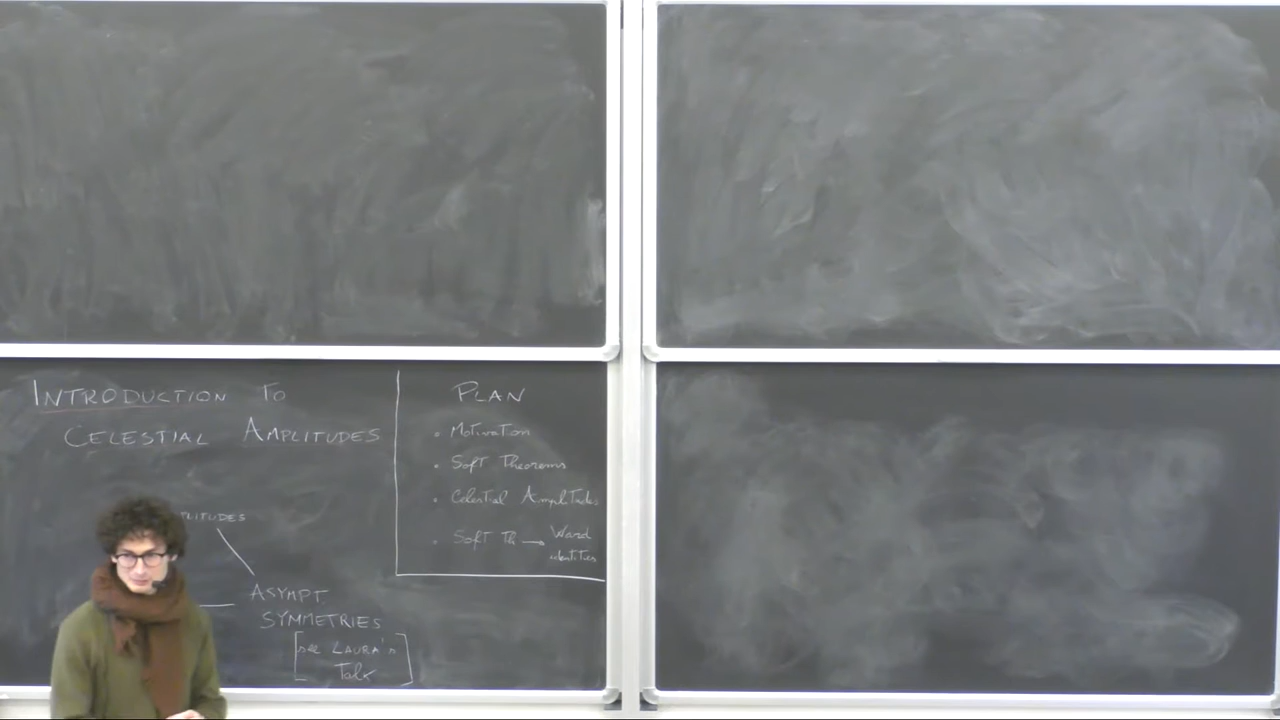 INTRODUCTION TO
CELESTIAL AMPLITUDES
PLITUDES
ASYMPT
SYMMETRIES
[see LAURA's
Talk]
PLAN
• Motivation
• Soft Theorems
• Celestial Amplitudes
• Soft Th → Ward
identities